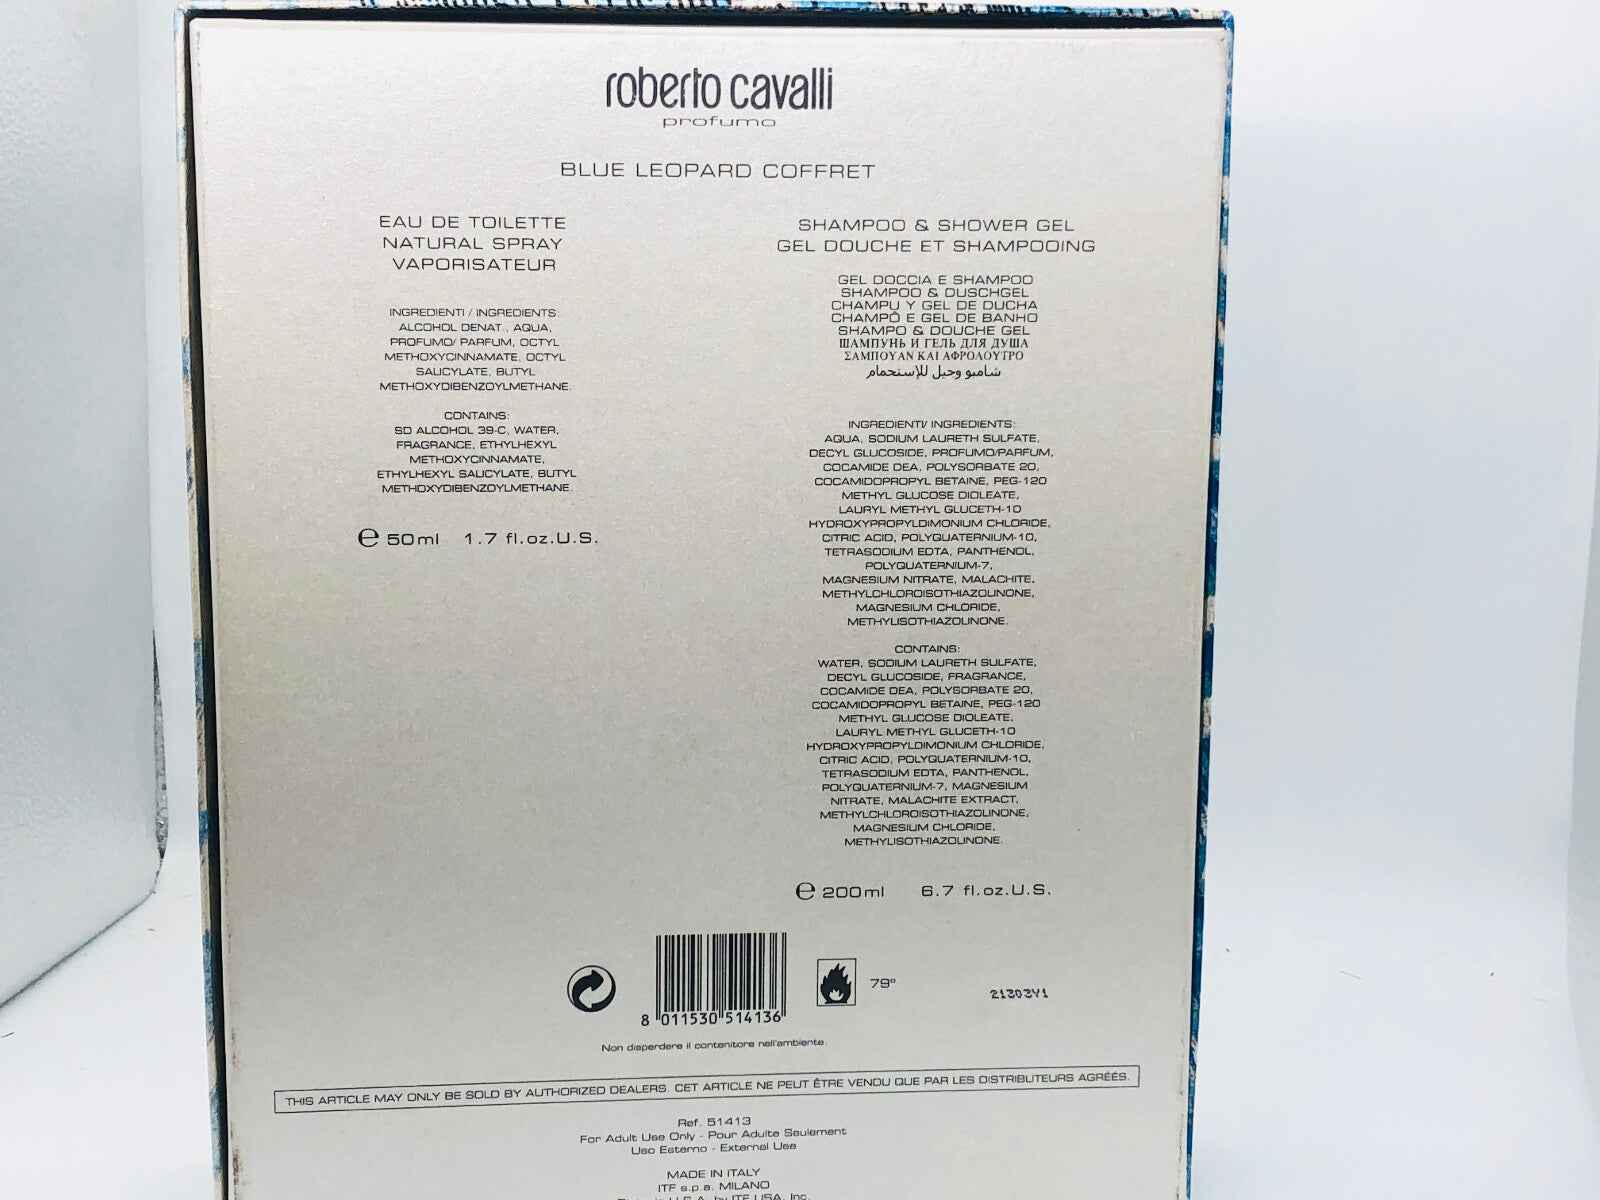 roberto cavalli
profumo
BLUE LEOPARD COFFRET
EAU DE TOILETTE
NATURAL SPRAY
VAPORISATEUR
INGREDIENTI / INGREDIENTS:
ALCOHOL DENAT., AQUA,
PROFUMO/ PARFUM, OCTYL
METHOXYCINNAMATE, OCTYL
SALICYLATE, BUTYL
METHOXYDIBENZOYLMETHANE.
CONTAINS:
SD ALCOHOL 39-C, WATER,
FRAGRANCE, ETHYLHEXYL
METHOXYCINNAMATE,
ETHYLHEXYL SALICYLATE, BUTYL
METHOXYDIBENZOYLMETHANE.
e 50ml 1.7 fl.oz.U.S.
SHAMPOO & SHOWER GEL
GEL DOUCHE ET SHAMPOOING
GEL DOCCIA E SHAMPOO
SHAMPOO & DUSCHGEL
CHAMPU Y GEL DE DUCHA
CHAMPÔ E GEL DE BANHO
SHAMPO & DOUCHE GEL
ШАМПУНЬ И ГЕЛЬ ДЛЯ ДУША
ΣΑΜΠΟΥΑΝ ΚΑΙ ΑΦΡΟΛΟΥΤΡΟ
شامبو وجيل للإستحمام
INGREDIENTI/ INGREDIENTS:
AQUA, SODIUM LAURETH SULFATE,
DECYL GLUCOSIDE, PROFUMO/PARFUM,
COCAMIDE DEA, POLYSORBATE 20,
COCAMIDOPROPYL BETAINE, PEG-120
METHYL GLUCOSE DIOLEATE,
LAURYL METHYL GLUCETH-10
HYDROXYPROPYLDIMONIUM CHLORIDE,
CITRIC ACID, POLYQUATERNIUM-10,
TETRASODIUM EDTA, PANTHENOL,
POLYQUATERNIUM-7,
MAGNESIUM NITRATE, MALACHITE,
METHYLCHLOROISOTHIAZOLINONE,
MAGNESIUM CHLORIDE,
METHYLISOTHIAZOLINONE.
CONTAINS:
WATER, SODIUM LAURETH SULFATE,
DECYL GLUCOSIDE, FRAGRANCE,
COCAMIDE DEA, POLYSORBATE 20,
COCAMIDOPROPYL BETAINE, PEG-120
METHYL GLUCOSE DIOLEATE,
LAURYL METHYL GLUCETH-10
HYDROXYPROPYLDIMONIUM CHLORIDE,
CITRIC ACID, POLYQUATERNIUM-10,
TETRASODIUM EDTA, PANTHENOL,
POLYQUATERNIUM-7, MAGNESIUM
NITRATE, MALACHITE EXTRACT,
METHYLCHLOROISOTHIAZOLINONE,
MAGNESIUM CHLORIDE,
METHYLISOTHIAZOLINONE.
e 200ml 6.7 fl.oz.U.S.
8 011530 514136
79°
21303Y1
Non disperdere il contenitore nell'ambiente.
THIS ARTICLE MAY ONLY BE SOLD BY AUTHORIZED DEALERS. CET ARTICLE NE PEUT ÊTRE VENDU QUE PAR LES DISTRIBUTEURS AGRÉÉS.
Ref. 51413
For Adult Use Only - Pour Adulte Seulement
Uso Esterno - External Use
MADE IN ITALY
ITF s.p.a. MILANO
U.S.A. by ITF USA, Inc.